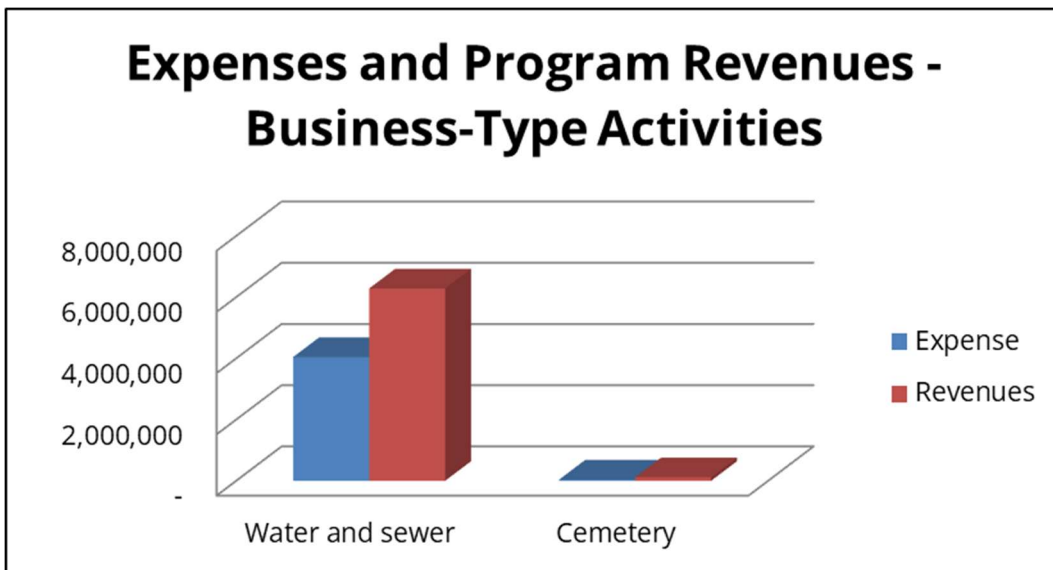 Expenses and Program Revenues -
Business-Type Activities
8,000,000
6,000,000
4,000,000
2,000,000
-
Water and sewer
Cemetery
Expense
Revenues